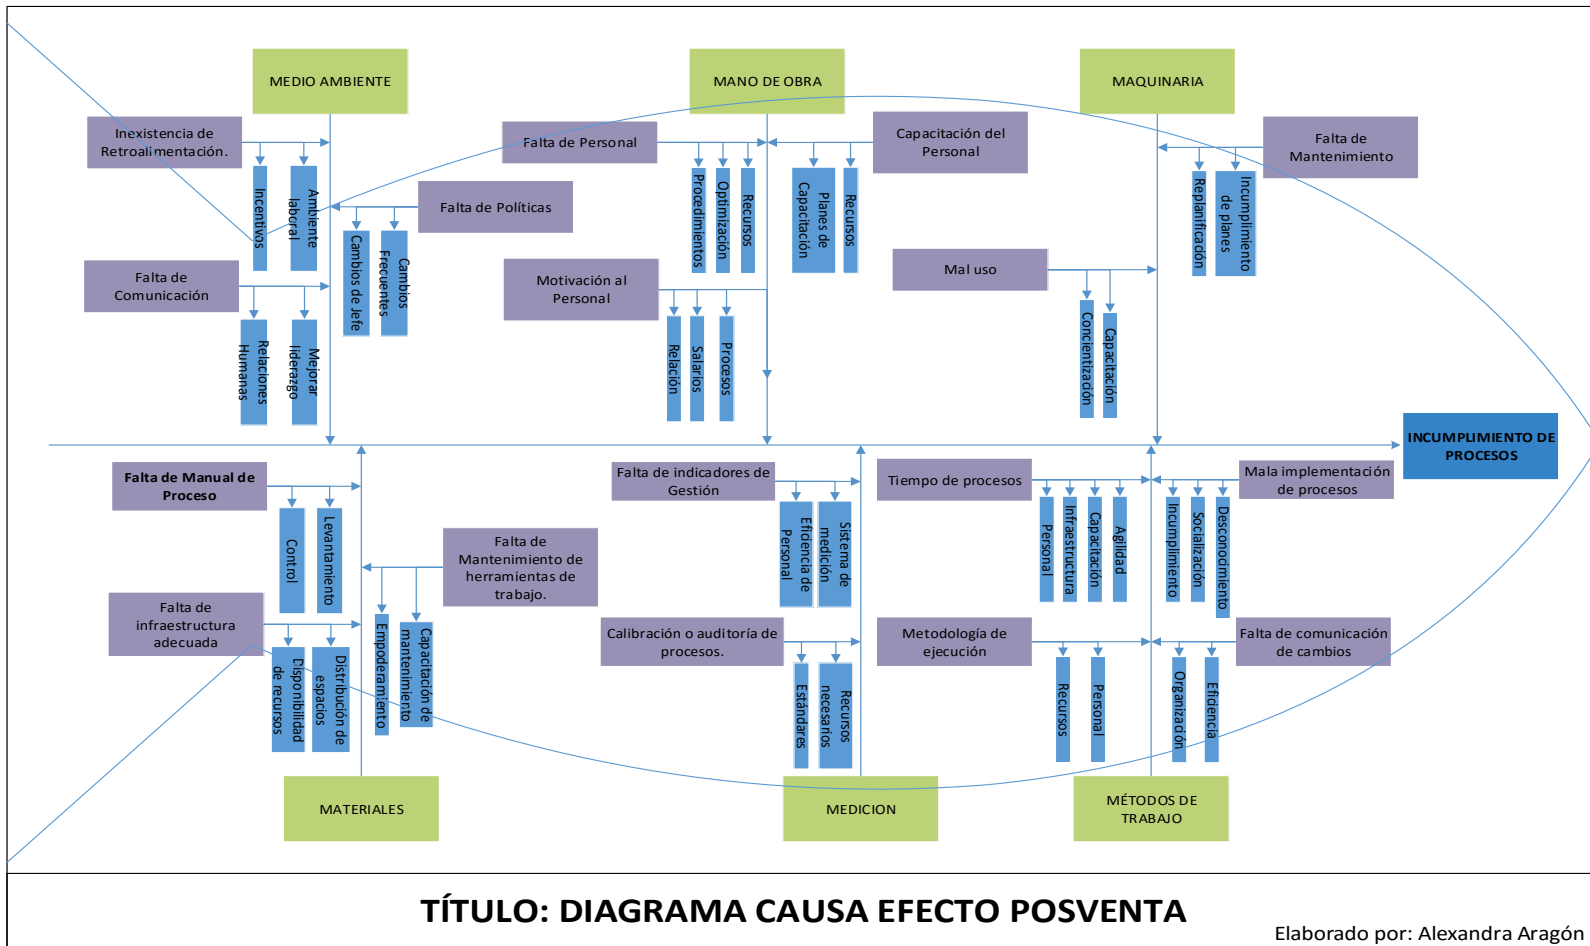 MEDIO AMBIENTE
MANO DE OBRA
MAQUINARIA
Inexistencia de
Retroalimentación.
Incentivos
Ambiente
laboral
Falta de Políticas
Cambios de Jefe
Cambios
Frecuentes
Falta de
Comunicación
Relaciones
Humanas
Mejorar
liderazgo
Falta de Personal
Procedimientos
Optimización
Recursos
Capacitación del
Personal
Planes de
Capacitación
Recursos
Motivación al
Personal
Relación
Salarios
Procesos
Falta de
Mantenimiento
Replanificación
Incumplimiento
de planes
Mal uso
Concientización
Capacitación
INCUMPLIMIENTO DE
PROCESOS
Falta de Manual de
Proceso
Control
Levantamiento
Falta de
Mantenimiento de
herramientas de
trabajo.
Empoderamiento
Capacitación de
mantenimiento
Falta de
infraestructura
adecuada
Disponibilidad
de recursos
Distribución de
espacios
Falta de indicadores de
Gestión
Eficiencia de
Personal
Sistema de
medición
Calibración o auditoría de
procesos.
Estándares
Recursos
necesarios
Tiempo de procesos
Personal
Infraestructura
Capacitación
Agilidad
Mala implementación
de procesos
Incumplimiento
Socialización
Desconocimiento
Metodología de
ejecución
Recursos
Personal
Falta de comunicación
de cambios
Organización
Eficiencia
MATERIALES
MEDICION
MÉTODOS DE
TRABAJO
TÍTULO: DIAGRAMA CAUSA EFECTO POSVENTA
Elaborado por: Alexandra Aragón